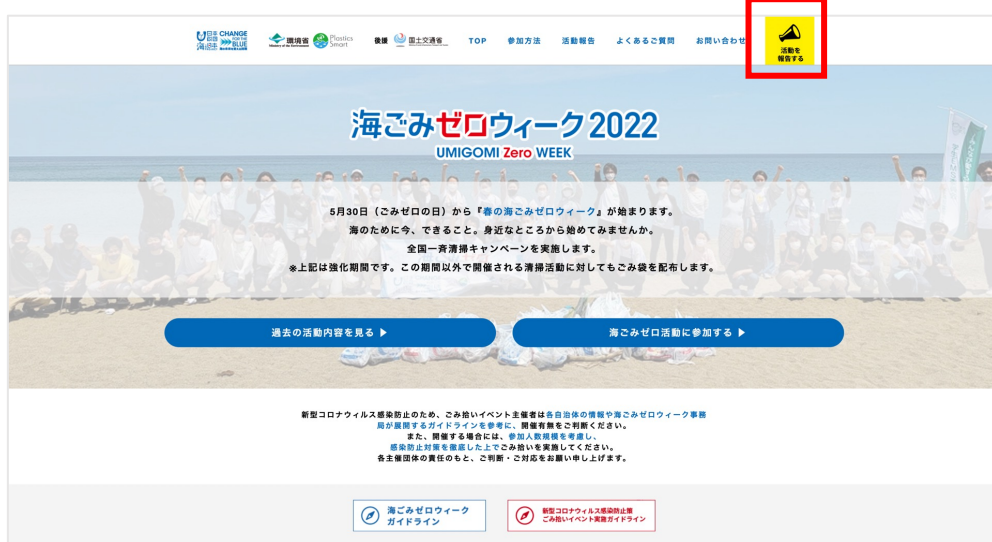 日本財団
海と日本
CHANGE
FOR THE
BLUE
環境省
Ministry of the Environment
Plastics
Smart
後援
国土交通省
TOP
参加方法
活動報告
よくあるご質問
お問い合わせ
活動を
報告する
海ごみゼロウィーク2022
UMIGOMI Zero WEEK
5月30日（ごみゼロの日）から『春の海ごみゼロウィーク』が始まります。
海のために今、できること。身近なところから始めてみませんか。
全国一斉清掃キャンペーンを実施します。
※上記は強化期間です。この期間以外で開催される清掃活動に対してもごみ袋を配布します。
過去の活動内容を見る ▶
海ごみゼロ活動に参加する ▶
新型コロナウィルス感染防止のため、ごみ拾いイベント主催者は各自治体の情報や海ごみゼロウィーク事務
局が展開するガイドラインを参考に、開催有無をご判断ください。
また、開催する場合には、参加人数規模を考慮し、
感染防止対策を徹底した上でごみ拾いを実施してください。
各主催団体の責任のもと、ご判断・ご対応をお願い申し上げます。
海ごみゼロウィーク
ガイドライン
新型コロナウィルス感染防止策
ごみ拾いイベント実施ガイドライン